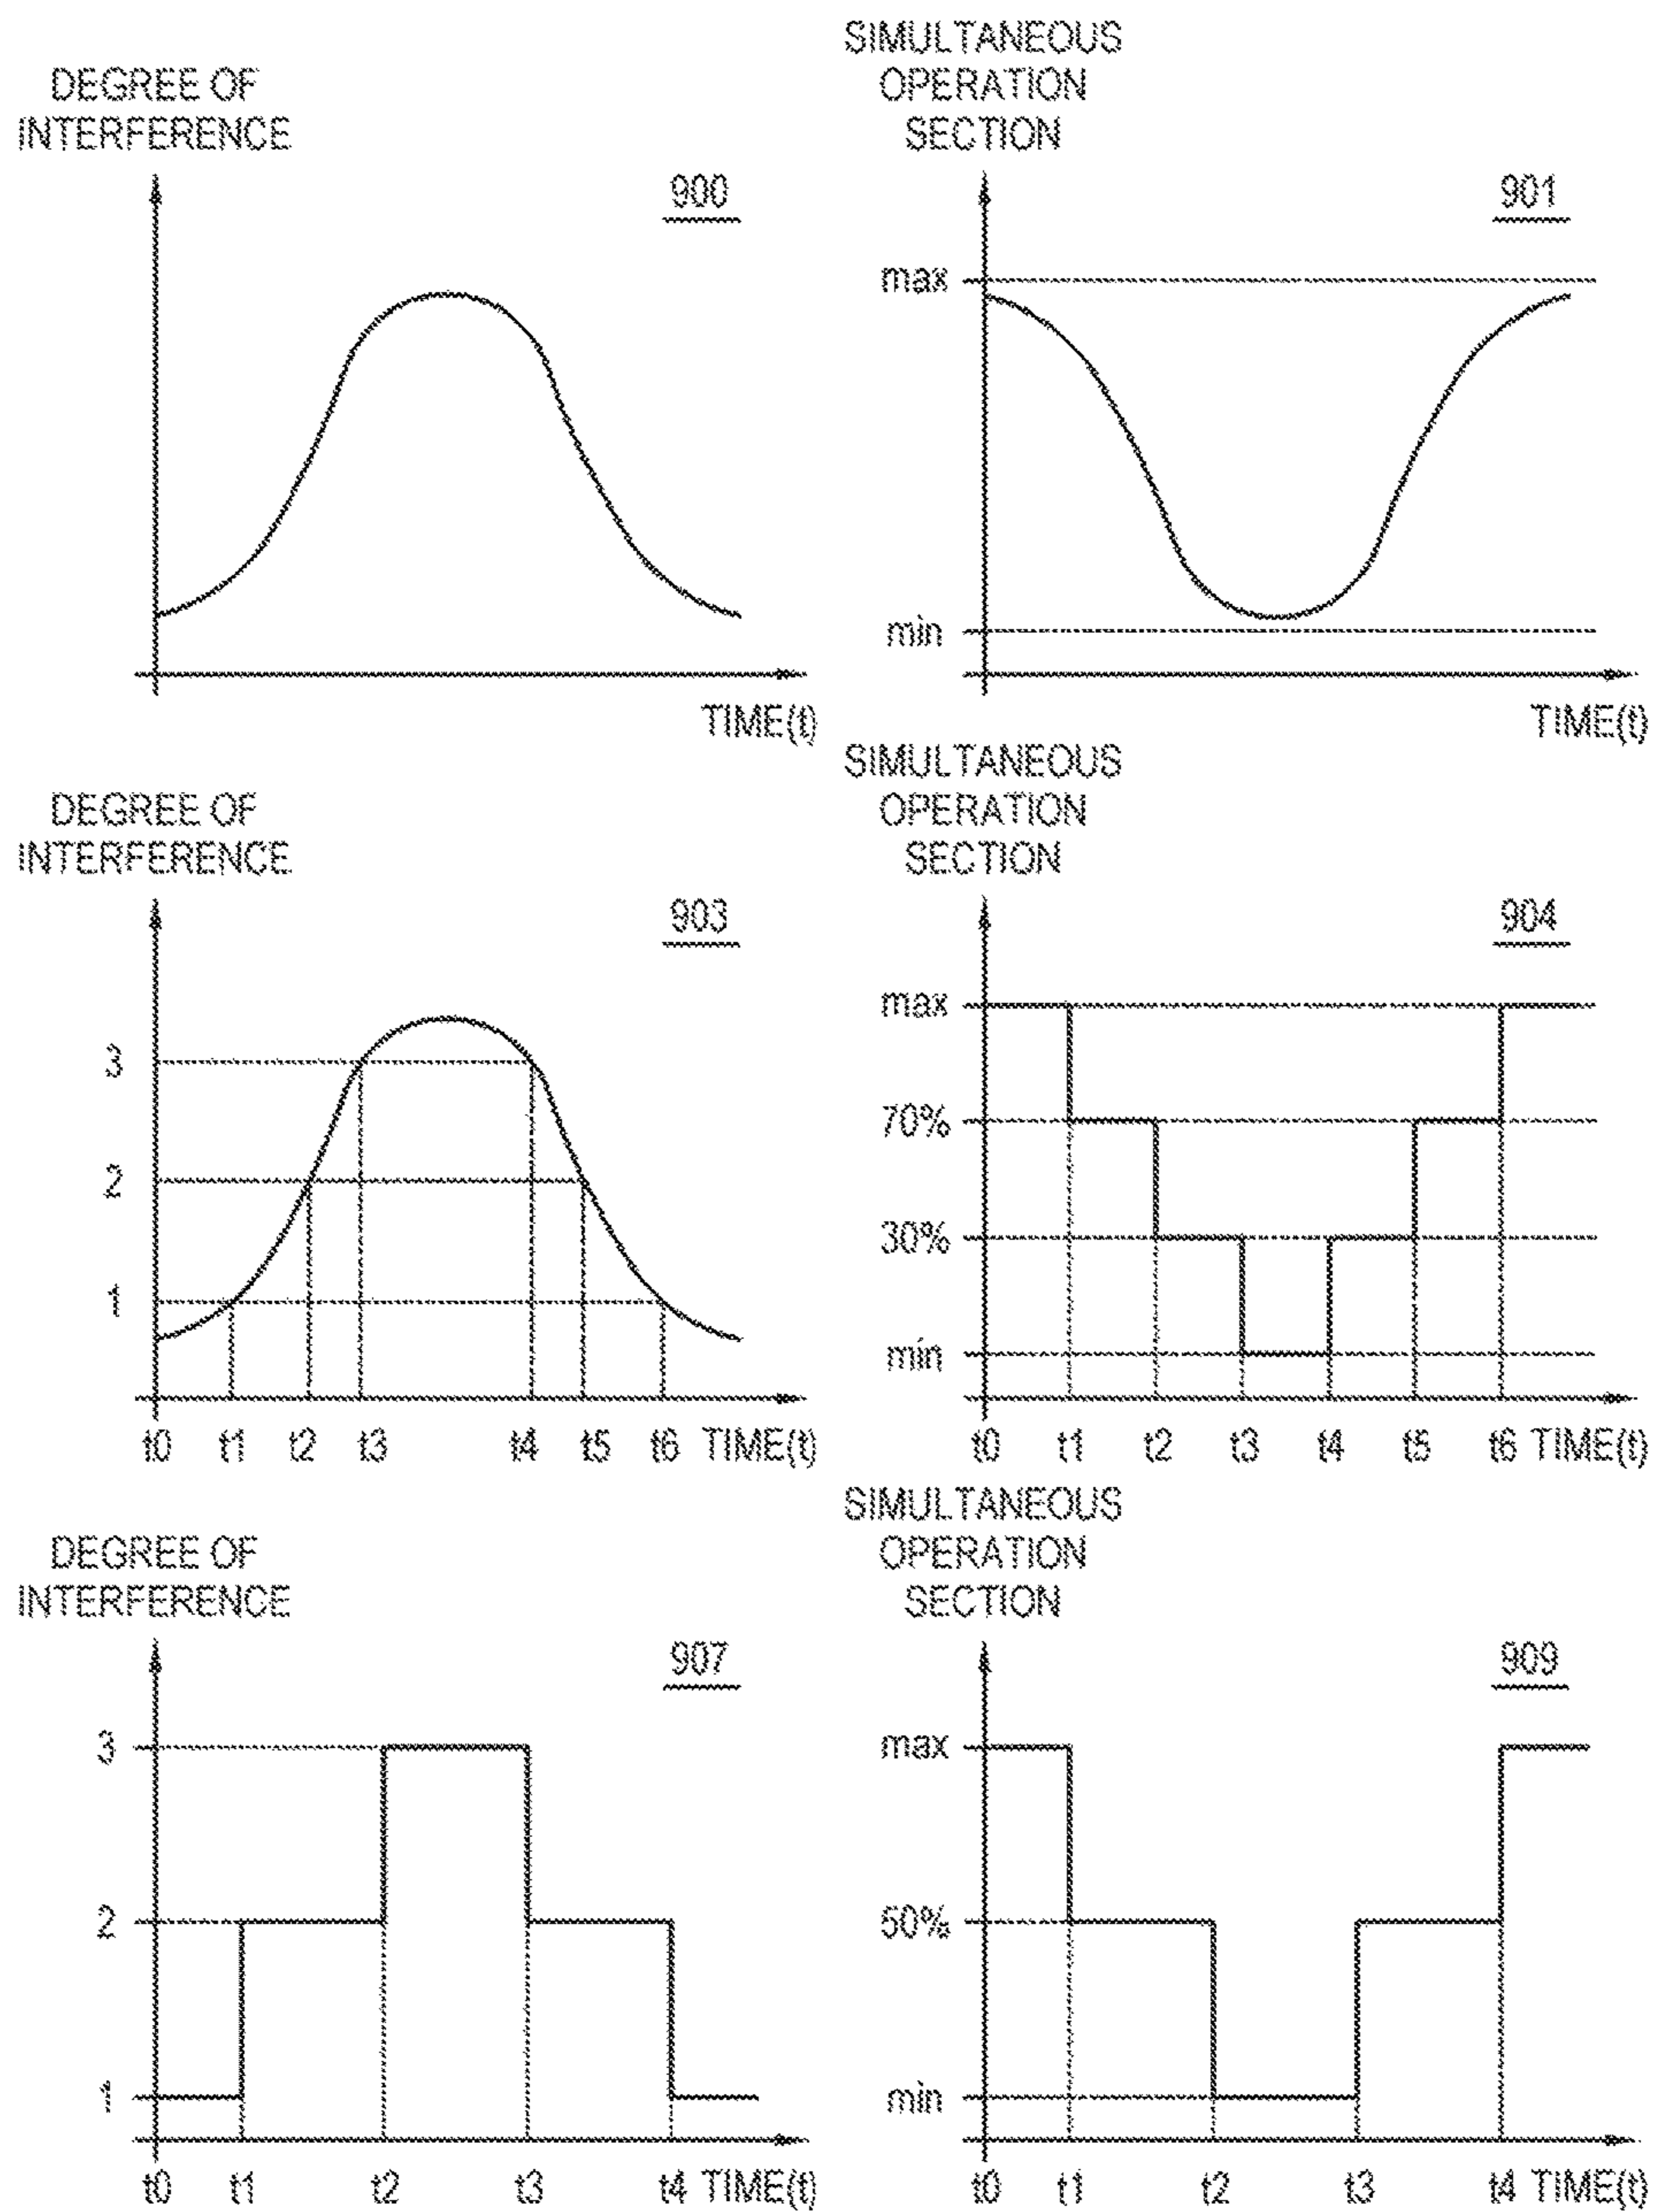 DEGREE OF
INTERFERENCE
900
TIME(t)
SIMULTANEOUS
OPERATION
SECTION
901
max
min
TIME(t)
DEGREE OF
INTERFERENCE
903
3
2
1
t0 t1 t2 t3 t4 t5 t6 TIME(t)
SIMULTANEOUS
OPERATION
SECTION
904
max
70%
30%
min
t0 t1 t2 t3 t4 t5 t6 TIME(t)
DEGREE OF
INTERFERENCE
907
3
2
1
t0 t1 t2 t3 t4 TIME(t)
SIMULTANEOUS
OPERATION
SECTION
909
max
50%
min
t0 t1 t2 t3 t4 TIME(t)